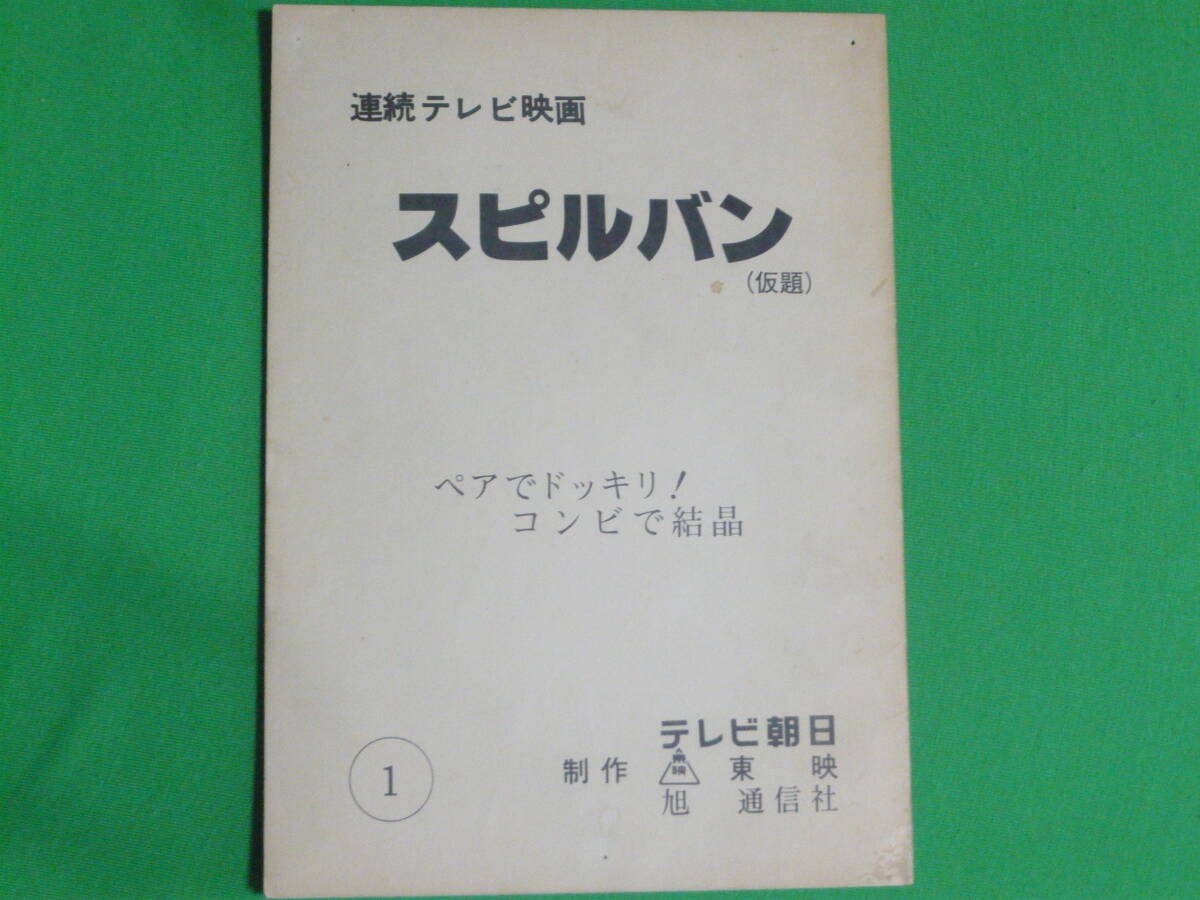 連続テレビ映画
スピルバン
(仮題)
ペアでドッキリ!
コンビで結晶
テレビ朝日
制作 東映 東映
旭通信社
1